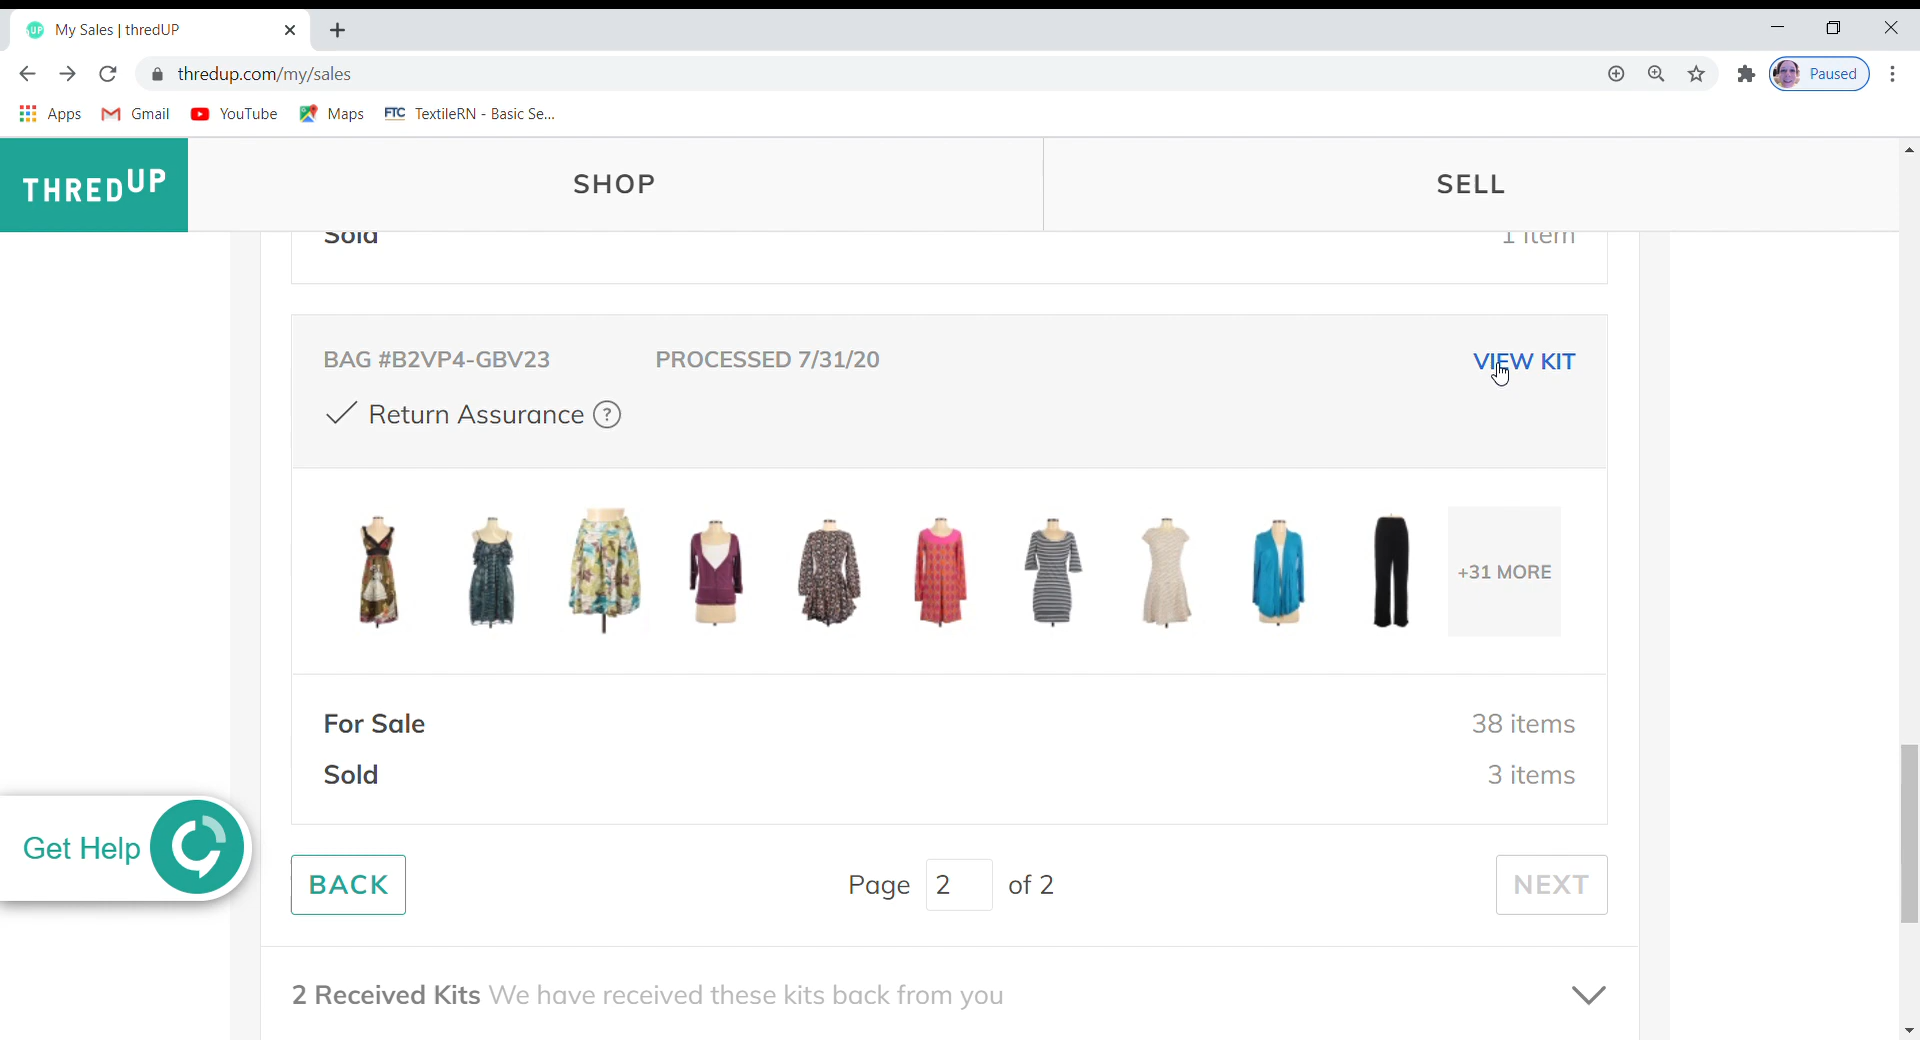 My Sales | thredUP
thredup.com/my/sales
Paused
Apps
Gmail
YouTube
Maps
FTC
TextileRN - Basic Se...
THREDUP
SHOP
SELL
Sold
1 item
BAG #B2VP4-GBV23
PROCESSED 7/31/20
VIEW KIT
Return Assurance ?
+31 MORE
For Sale
38 items
Sold
3 items
Get Help
BACK
Page 2 of 2
NEXT
2 Received Kits We have received these kits back from you